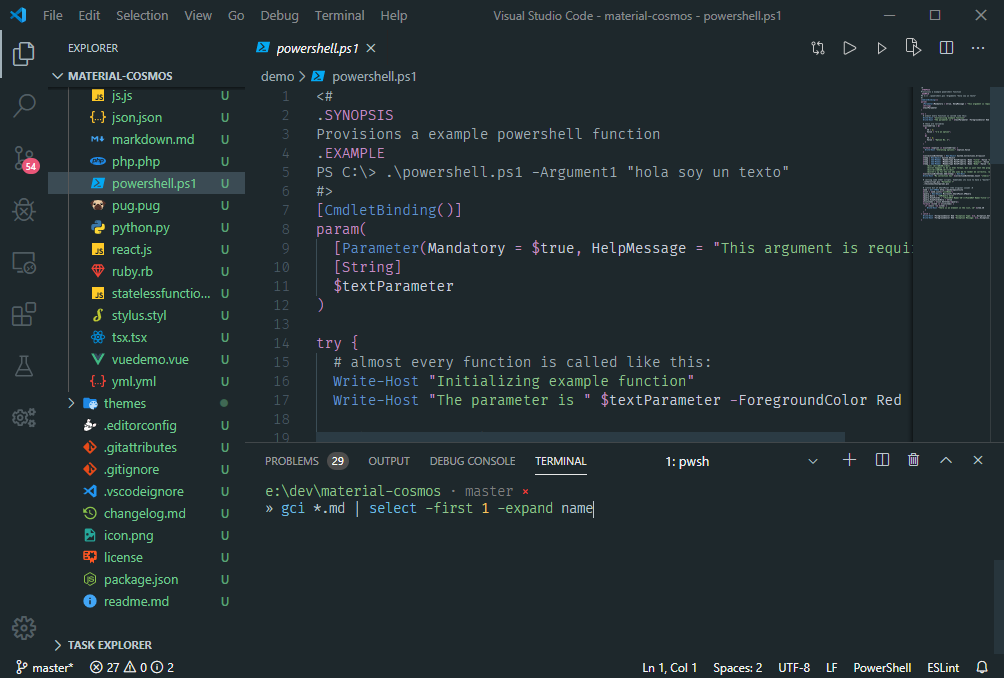 File Edit Selection View Go Debug Terminal Help Visual Studio Code - material-cosmos - powershell.ps1
EXPLORER
MATERIAL-COSMOS
js.js U
json.json U
markdown.md U
php.php U
powershell.ps1 U
pug.pug U
python.py U
react.js U
ruby.rb U
statelessfunctio... U
stylus.styl U
tsx.tsx U
vuedemo.vue U
yml.yml U
themes
.editorconfig U
.gitattributes U
.gitignore U
.vscodeignore U
changelog.md U
icon.png U
license U
package.json U
readme.md U
TASK EXPLORER
54
powershell.ps1
demo > powershell.ps1
1 <#
2 .SYNOPSIS
3 Provisions a example powershell function
4 .EXAMPLE
5 PS C:\> .\powershell.ps1 -Argument1 "hola soy un texto"
6 #>
7 [CmdletBinding()]
8 param(
9 [Parameter(Mandatory = $true, HelpMessage = "This argument is requi
10 [String]
11 $textParameter
12 )
13
14 try {
15 # almost every function is called like this:
16 Write-Host "Initializing example function"
17 Write-Host "The parameter is " $textParameter -ForegroundColor Red
18
19
PROBLEMS 29 OUTPUT DEBUG CONSOLE TERMINAL 1: pwsh
e:\dev\material-cosmos · master ×
» gci *.md | select -first 1 -expand name
master* 27 0 2 Ln 1, Col 1 Spaces: 2 UTF-8 LF PowerShell ESLint